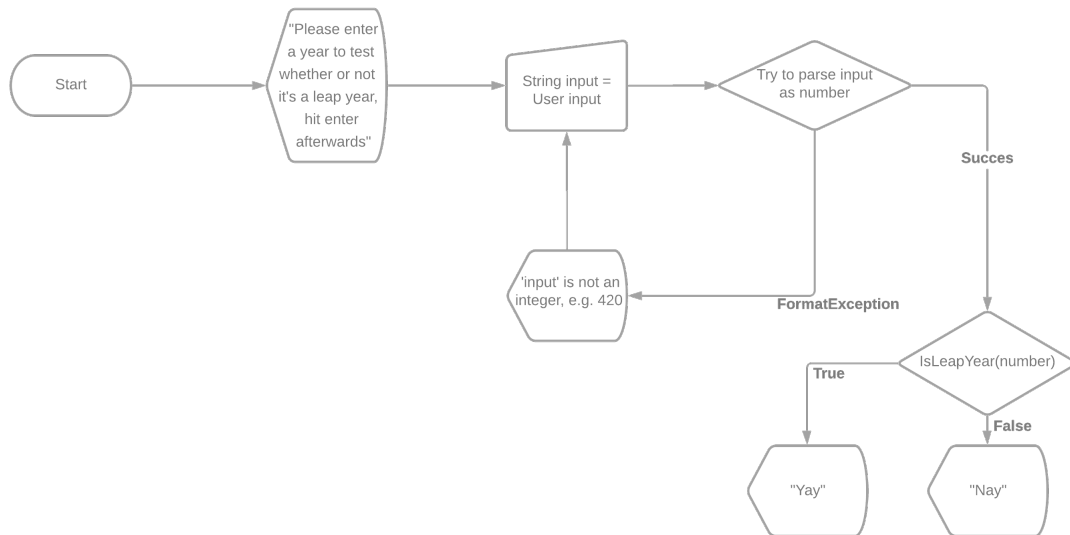 Start
"Please enter
a year to test
whether or not
it's a leap year,
hit enter
afterwards"
String input =
User input
Try to parse input
as number
Succes
'input' is not an
integer, e.g. 420
FormatException
IsLeapYear(number)
True
False
"Yay"
"Nay"